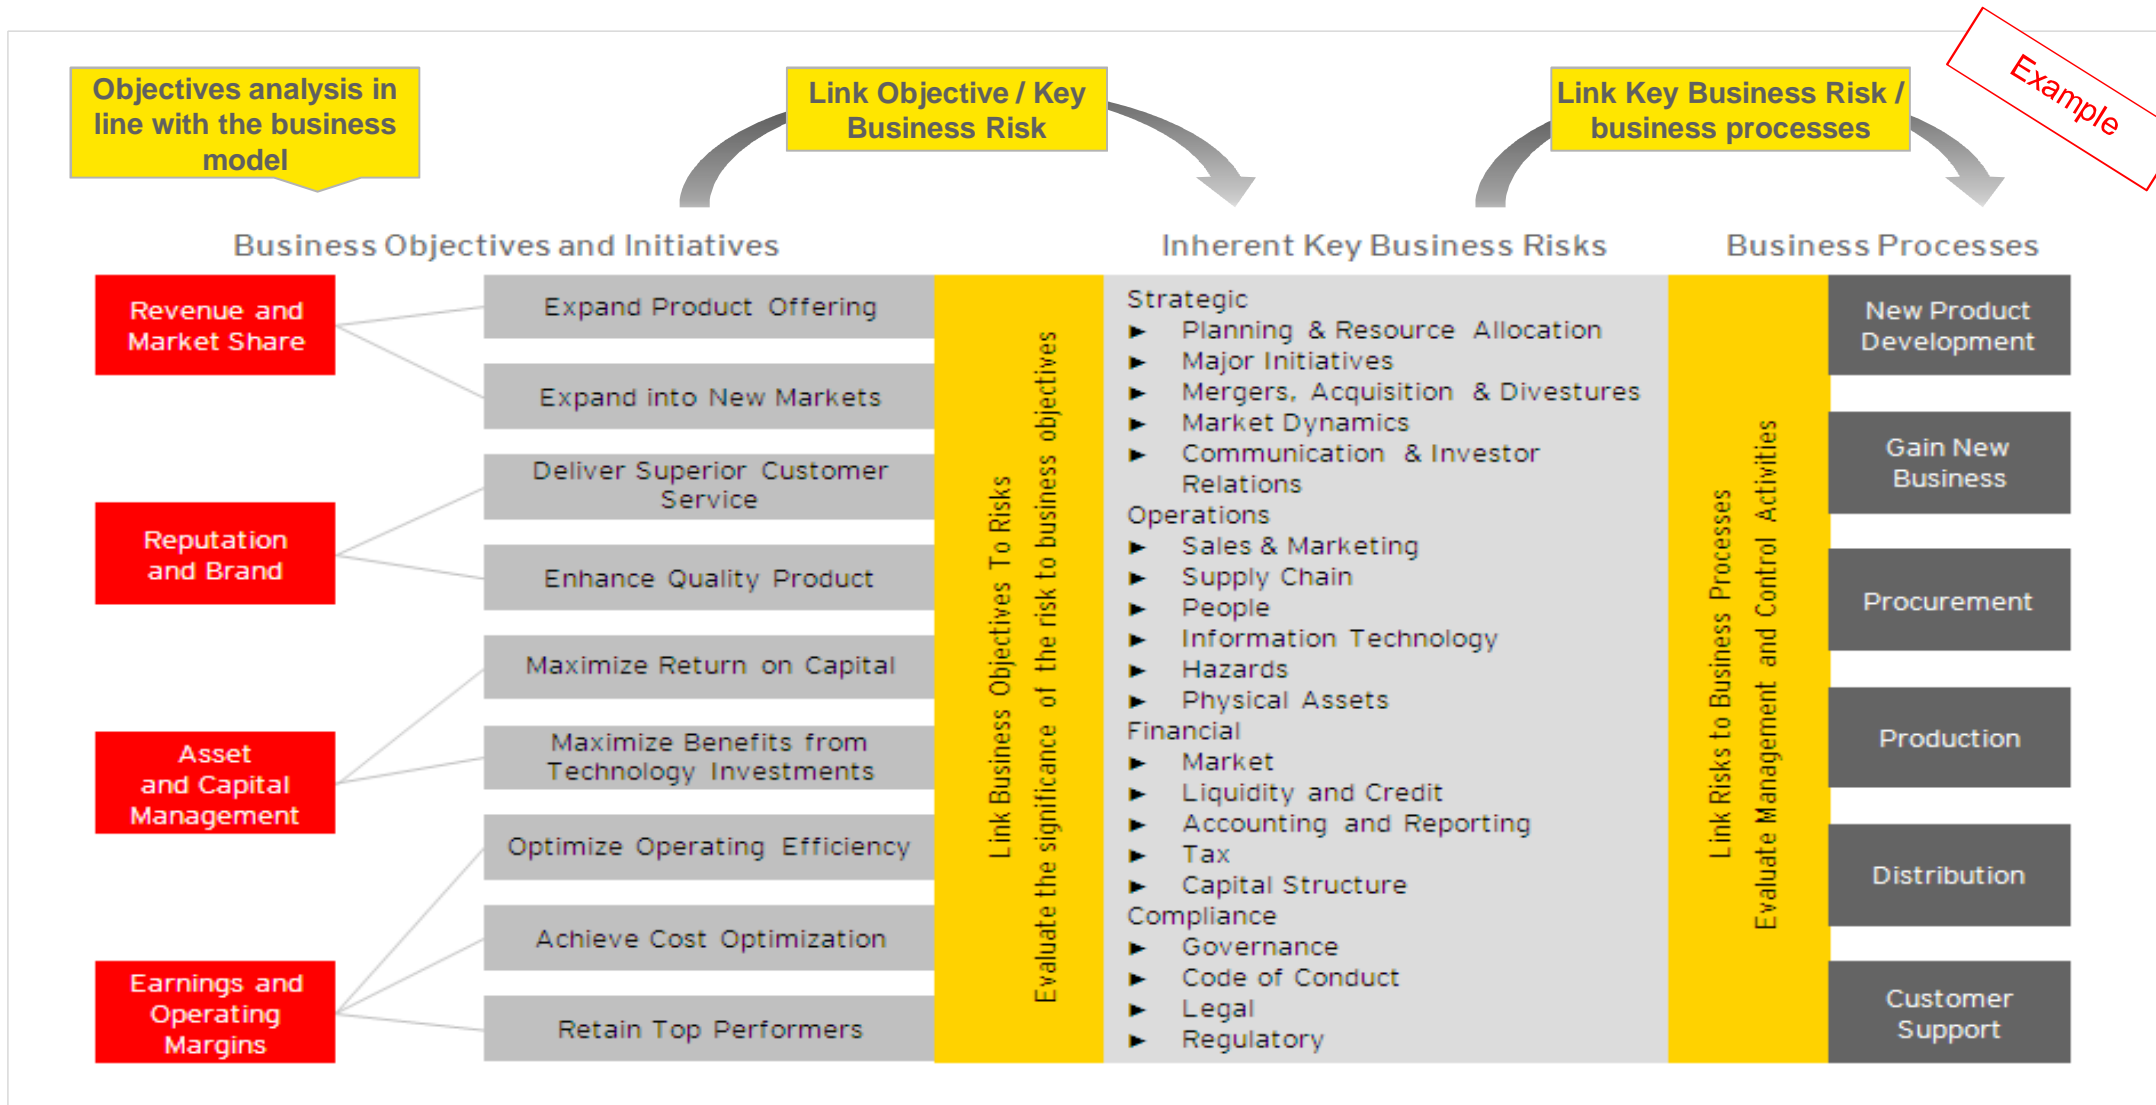 Objectives analysis in
line with the business
model
Link Objective / Key
Business Risk
Link Key Business Risk /
business processes
Example
Business Objectives and Initiatives
Inherent Key Business Risks
Business Processes
Revenue and
Market Share
Reputation
and Brand
Asset
and Capital
Management
Earnings and
Operating
Margins
Expand Product Offering
Expand into New Markets
Deliver Superior Customer
Service
Enhance Quality Product
Maximize Return on Capital
Maximize Benefits from
Technology Investments
Optimize Operating Efficiency
Achieve Cost Optimization
Retain Top Performers
Link Business Objectives To Risks
Evaluate the significance of the risk to business objectives
Strategic
► Planning & Resource Allocation
► Major Initiatives
► Mergers, Acquisition & Divestures
► Market Dynamics
► Communication & Investor
Relations
Operations
► Sales & Marketing
► Supply Chain
► People
► Information Technology
► Hazards
► Physical Assets
Financial
► Market
► Liquidity and Credit
► Accounting and Reporting
► Tax
► Capital Structure
Compliance
► Governance
► Code of Conduct
► Legal
► Regulatory
Link Risks to Business Processes
Evaluate Management and Control Activities
New Product
Development
Gain New
Business
Procurement
Production
Distribution
Customer
Support